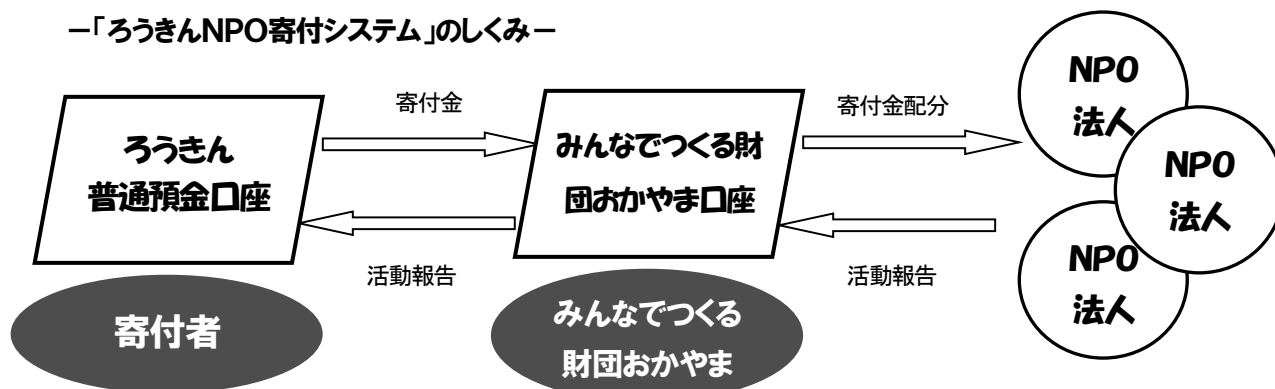 －「ろうきんNPO寄付システム」のしくみ－
ろうきん
普通預金口座
寄付金
活動報告
みんなでつくる財
団おかやま口座
寄付金配分
活動報告
NPO
法人
NPO
法人
NPO
法人
寄付者
みんなでつくる
財団おかやま